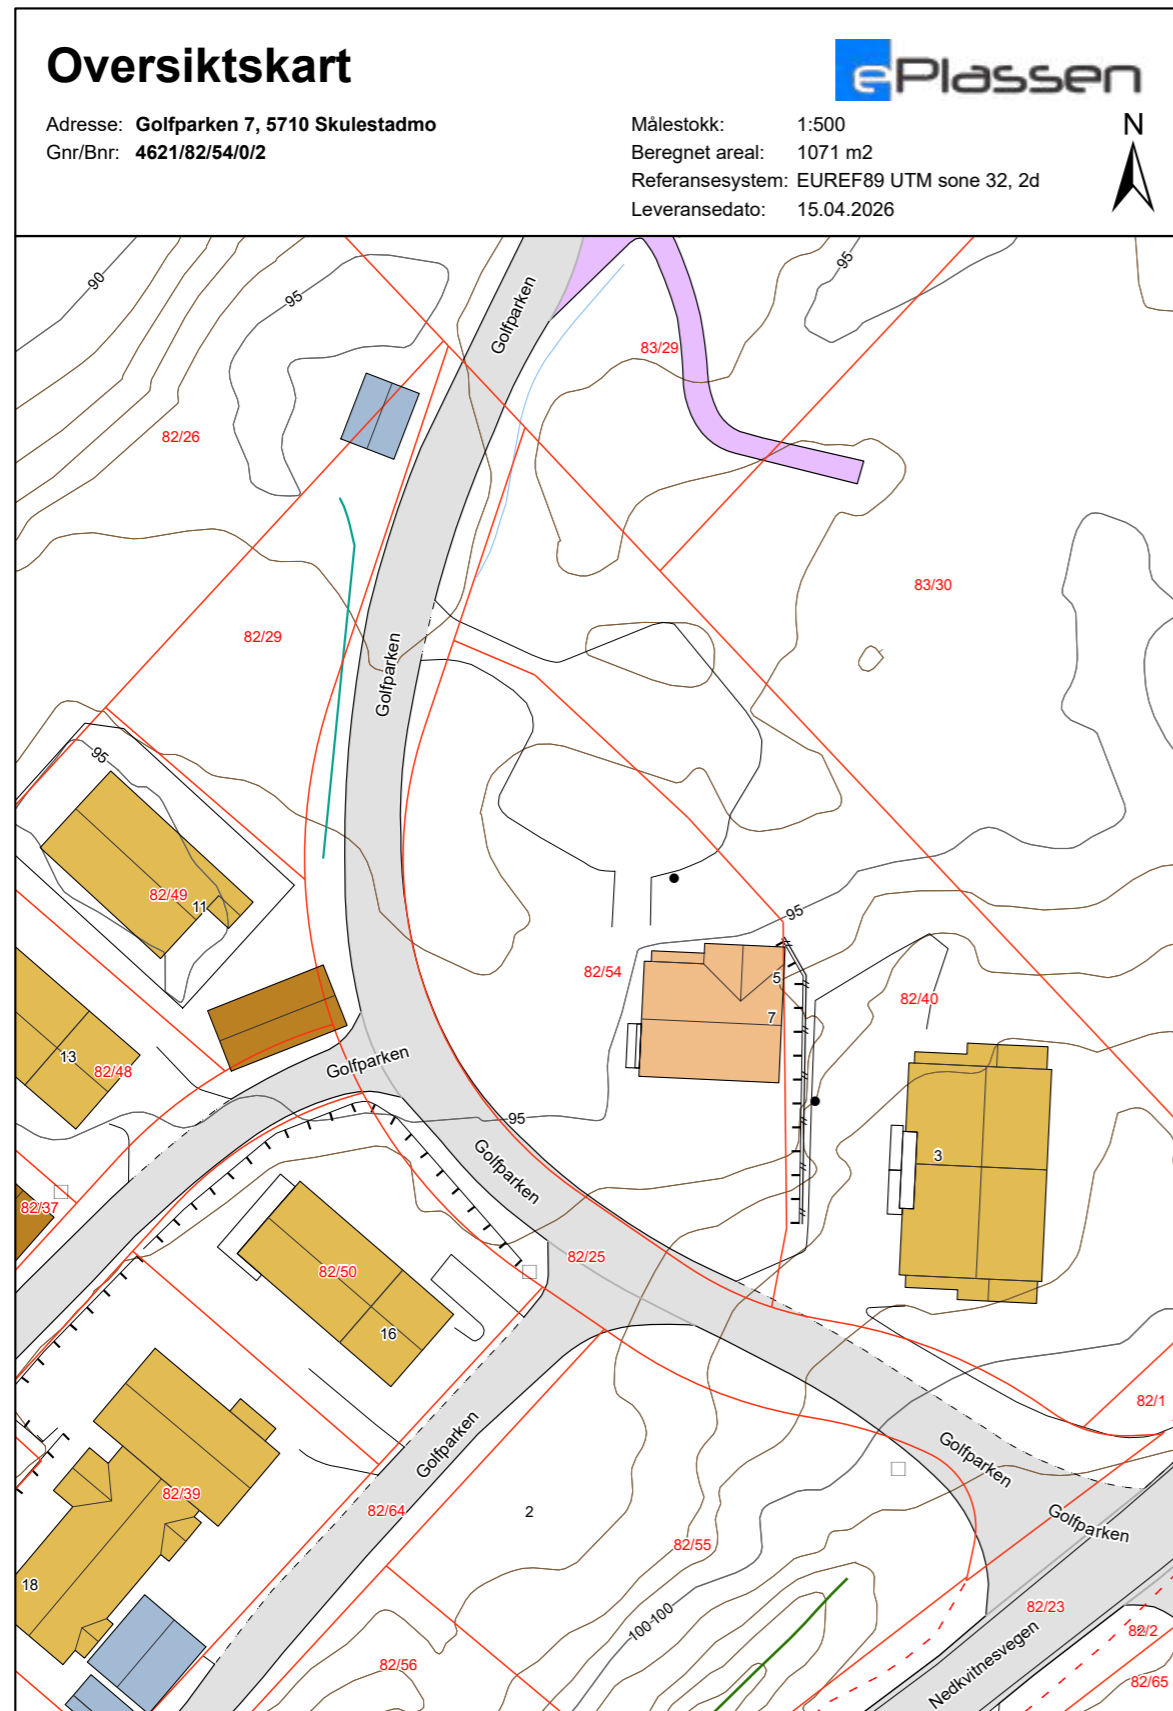 Oversiktskart
ePlassen
Adresse: Golfparken 7, 5710 Skulestadmo
Gnr/Bnr: 4621/82/54/0/2
Målestokk: 1:500
Beregnet areal: 1071 m2
Referansesystem: EUREF89 UTM sone 32, 2d
Leveransedato: 15.04.2026
N
90
95
95
Golfparken
83/29
82/26
83/30
82/29
Golfparken
95
82/49
11
95
82/54
5
7
82/40
13
82/48
Golfparken
95
Golfparken
3
82/37
82/25
82/50
16
82/1
Golfparken
Golfparken
82/39
82/64
2
Golfparken
82/55
18
100
100
82/23
82/2
82/56
Nedkvitnesvegen
82/65